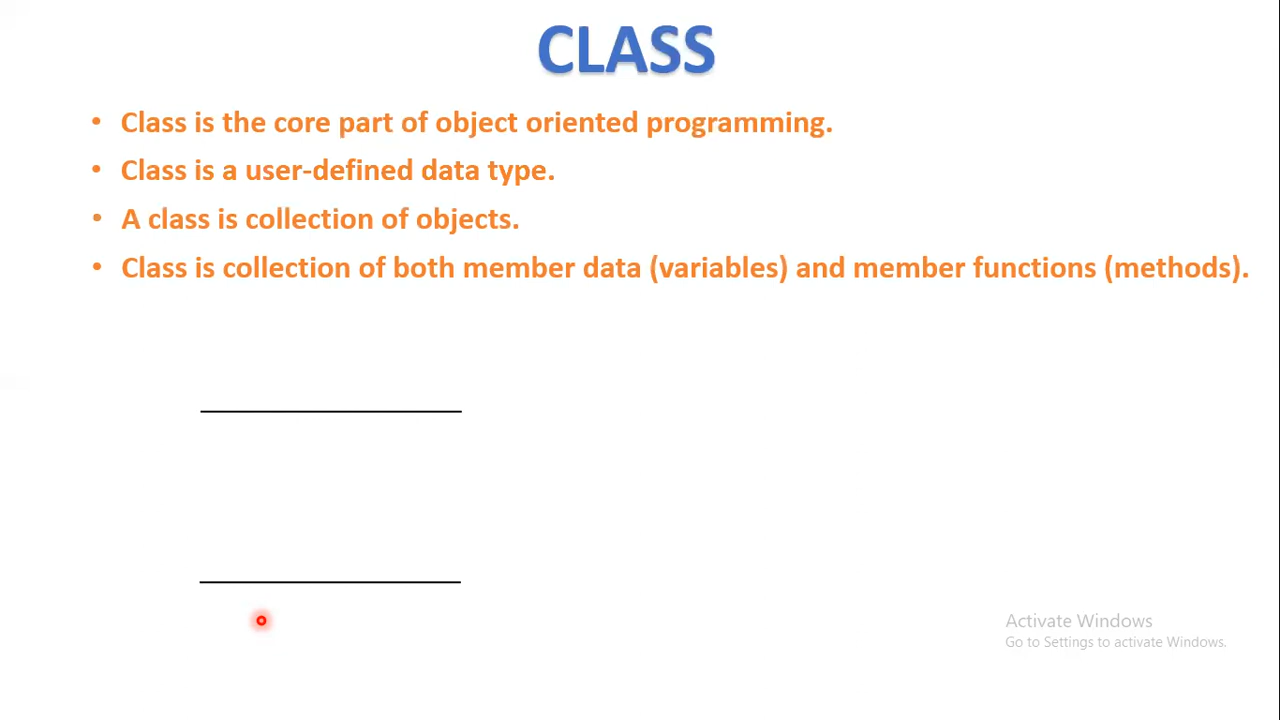 CLASS
• Class is the core part of object oriented programming.
• Class is a user-defined data type.
• A class is collection of objects.
• Class is collection of both member data (variables) and member functions (methods).
Activate Windows
Go to Settings to activate Windows.